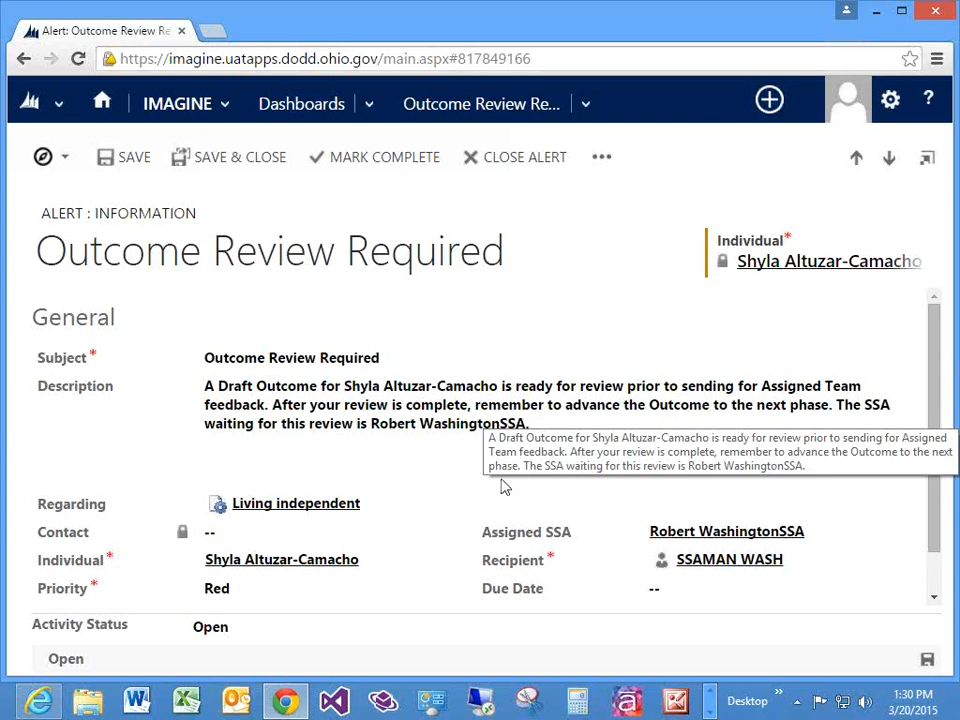 Alert: Outcome Review Re
https://imagine.uatapps.dodd.ohio.gov/main.aspx#817849166
IMAGINE Dashboards Outcome Review Re... ?
SAVE SAVE & CLOSE MARK COMPLETE CLOSE ALERT ...
ALERT : INFORMATION
Outcome Review Required
Individual*
Shyla Altuzar-Camacho
General
Subject* Outcome Review Required
Description A Draft Outcome for Shyla Altuzar-Camacho is ready for review prior to sending for Assigned Team
feedback. After your review is complete, remember to advance the Outcome to the next phase. The SSA
waiting for this review is Robert WashingtonSSA.
A Draft Outcome for Shyla Altuzar-Camacho is ready for review prior to sending for Assigned
Team feedback. After your review is complete, remember to advance the Outcome to the next
phase. The SSA waiting for this review is Robert WashingtonSSA.
Regarding Living independent
Contact -- Assigned SSA Robert WashingtonSSA
Individual* Shyla Altuzar-Camacho Recipient* SSAMAN WASH
Priority* Red Due Date --
Activity Status Open
Open
Desktop
1:30 PM
3/20/2015